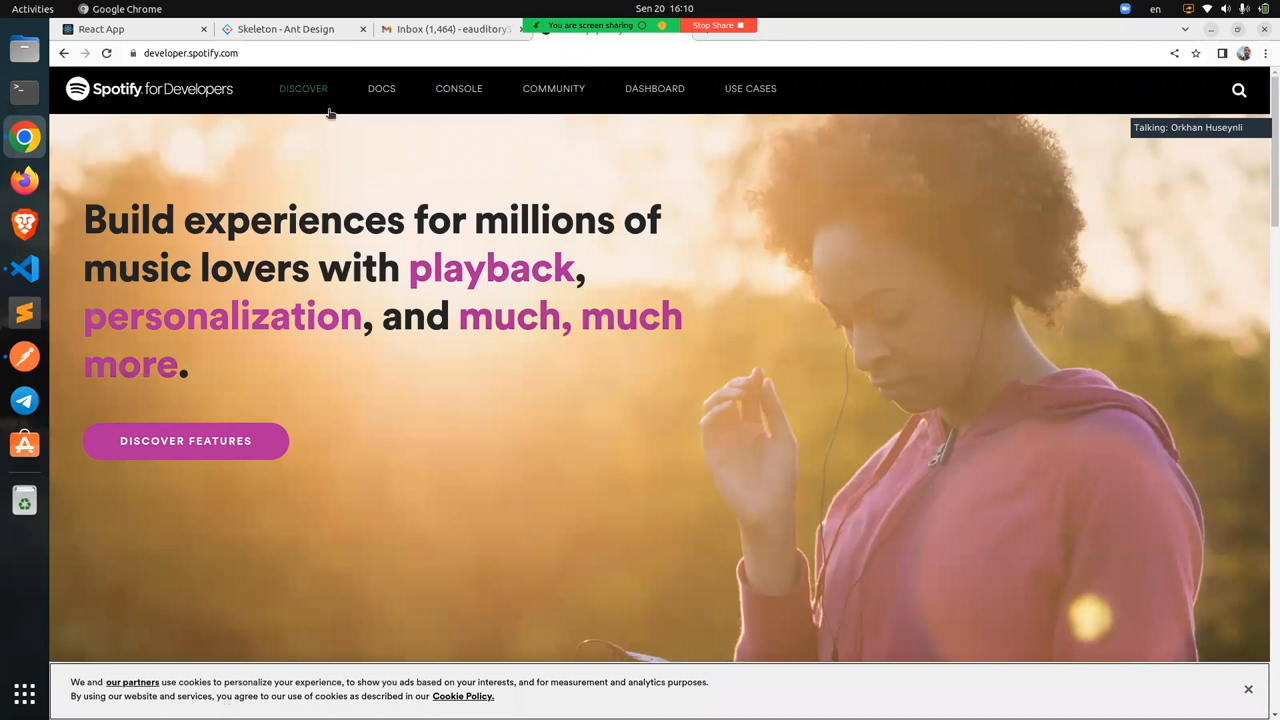 Activities
Google Chrome
Sen 20 16:10
You are screen sharing
Stop Share
en
React App
Skeleton - Ant Design
Inbox (1,464) - eauditory3
developer.spotify.com
Spotify for Developers
DISCOVER
DOCS
CONSOLE
COMMUNITY
DASHBOARD
USE CASES
Talking: Orkhan Huseynli
Build experiences for millions of
music lovers with playback,
personalization, and much, much
more.
DISCOVER FEATURES
We and our partners use cookies to personalize your experience, to show you ads based on your interests, and for measurement and analytics purposes.
By using our website and services, you agree to our use of cookies as described in our Cookie Policy.